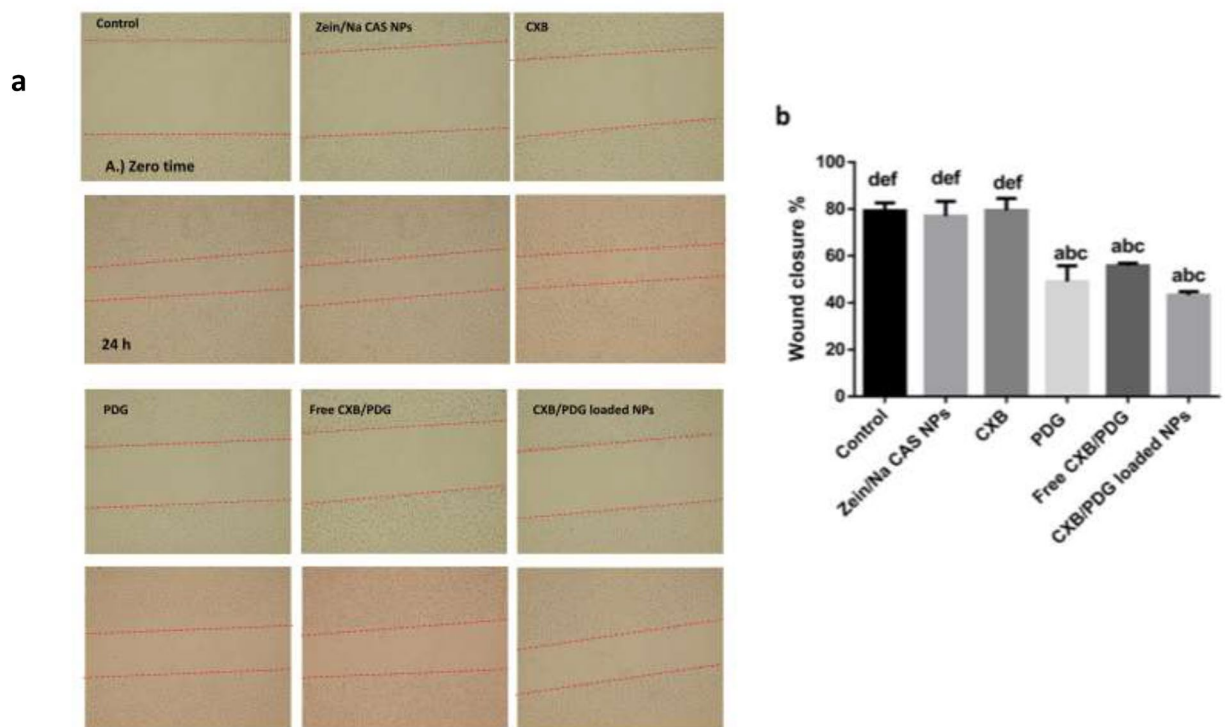 a
Control
Zein/Na CAS NPs
CXB
A.) Zero time
24 h
PDG
Free CXB/PDG
CXB/PDG loaded NPs
b
Wound closure %
100
80
60
40
20
0
def
def
def
abc
abc
abc
Control
Zein/Na CAS NPs
CXB
PDG
Free CXB/PDG
CXB/PDG loaded NPs